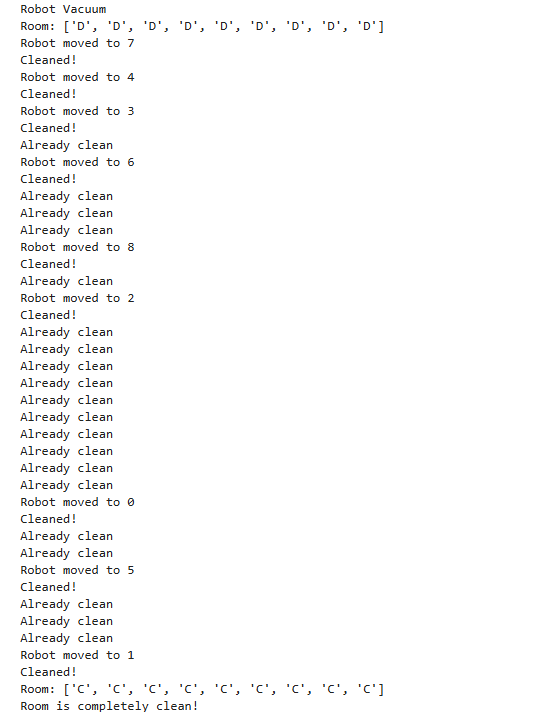 Robot Vacuum
Room: ['D', 'D', 'D', 'D', 'D', 'D', 'D', 'D', 'D']
Robot moved to 7
Cleaned!
Robot moved to 4
Cleaned!
Robot moved to 3
Cleaned!
Already clean
Robot moved to 6
Cleaned!
Already clean
Already clean
Already clean
Robot moved to 8
Cleaned!
Already clean
Robot moved to 2
Cleaned!
Already clean
Already clean
Already clean
Already clean
Already clean
Already clean
Already clean
Already clean
Already clean
Already clean
Robot moved to 0
Cleaned!
Already clean
Already clean
Robot moved to 5
Cleaned!
Already clean
Already clean
Already clean
Robot moved to 1
Cleaned!
Room: ['C', 'C', 'C', 'C', 'C', 'C', 'C', 'C', 'C']
Room is completely clean!